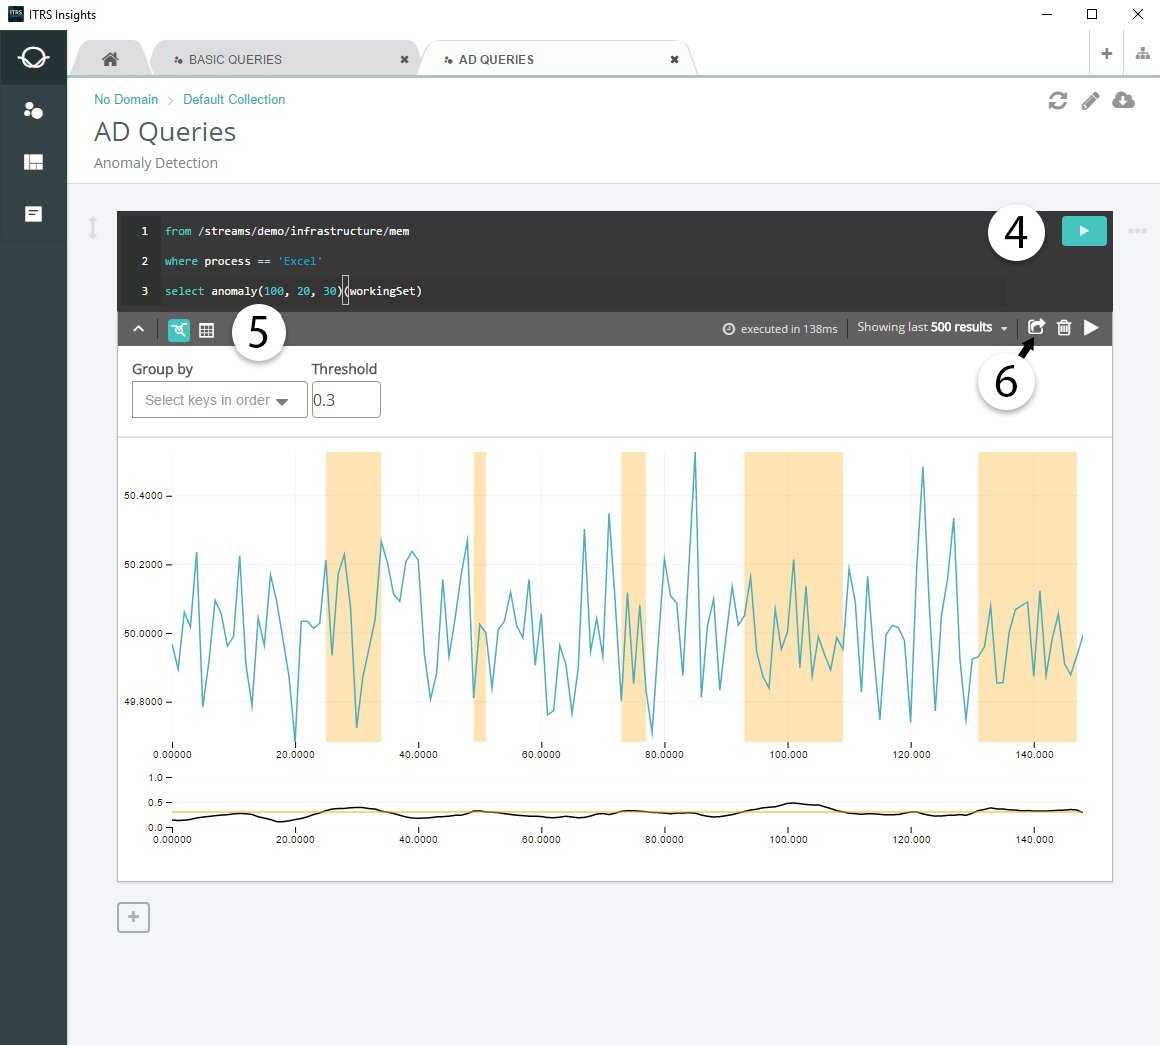 ITRS ITRS Insights
BASIC QUERIES
AD QUERIES
No Domain > Default Collection
AD Queries
Anomaly Detection
1 from /streams/demo/infrastructure/mem
2 where process == 'Excel'
3 select anomaly(100, 20, 30)(workingSet)
4
5
executed in 138ms
Showing last 500 results
6
Group by
Threshold
Select keys in order
0.3
50.4000
50.2000
50.0000
49.8000
0.00000 20.0000 40.0000 60.0000 80.0000 100.000 120.000 140.000
1.0
0.5
0.0
0.00000 20.0000 40.0000 60.0000 80.0000 100.000 120.000 140.000